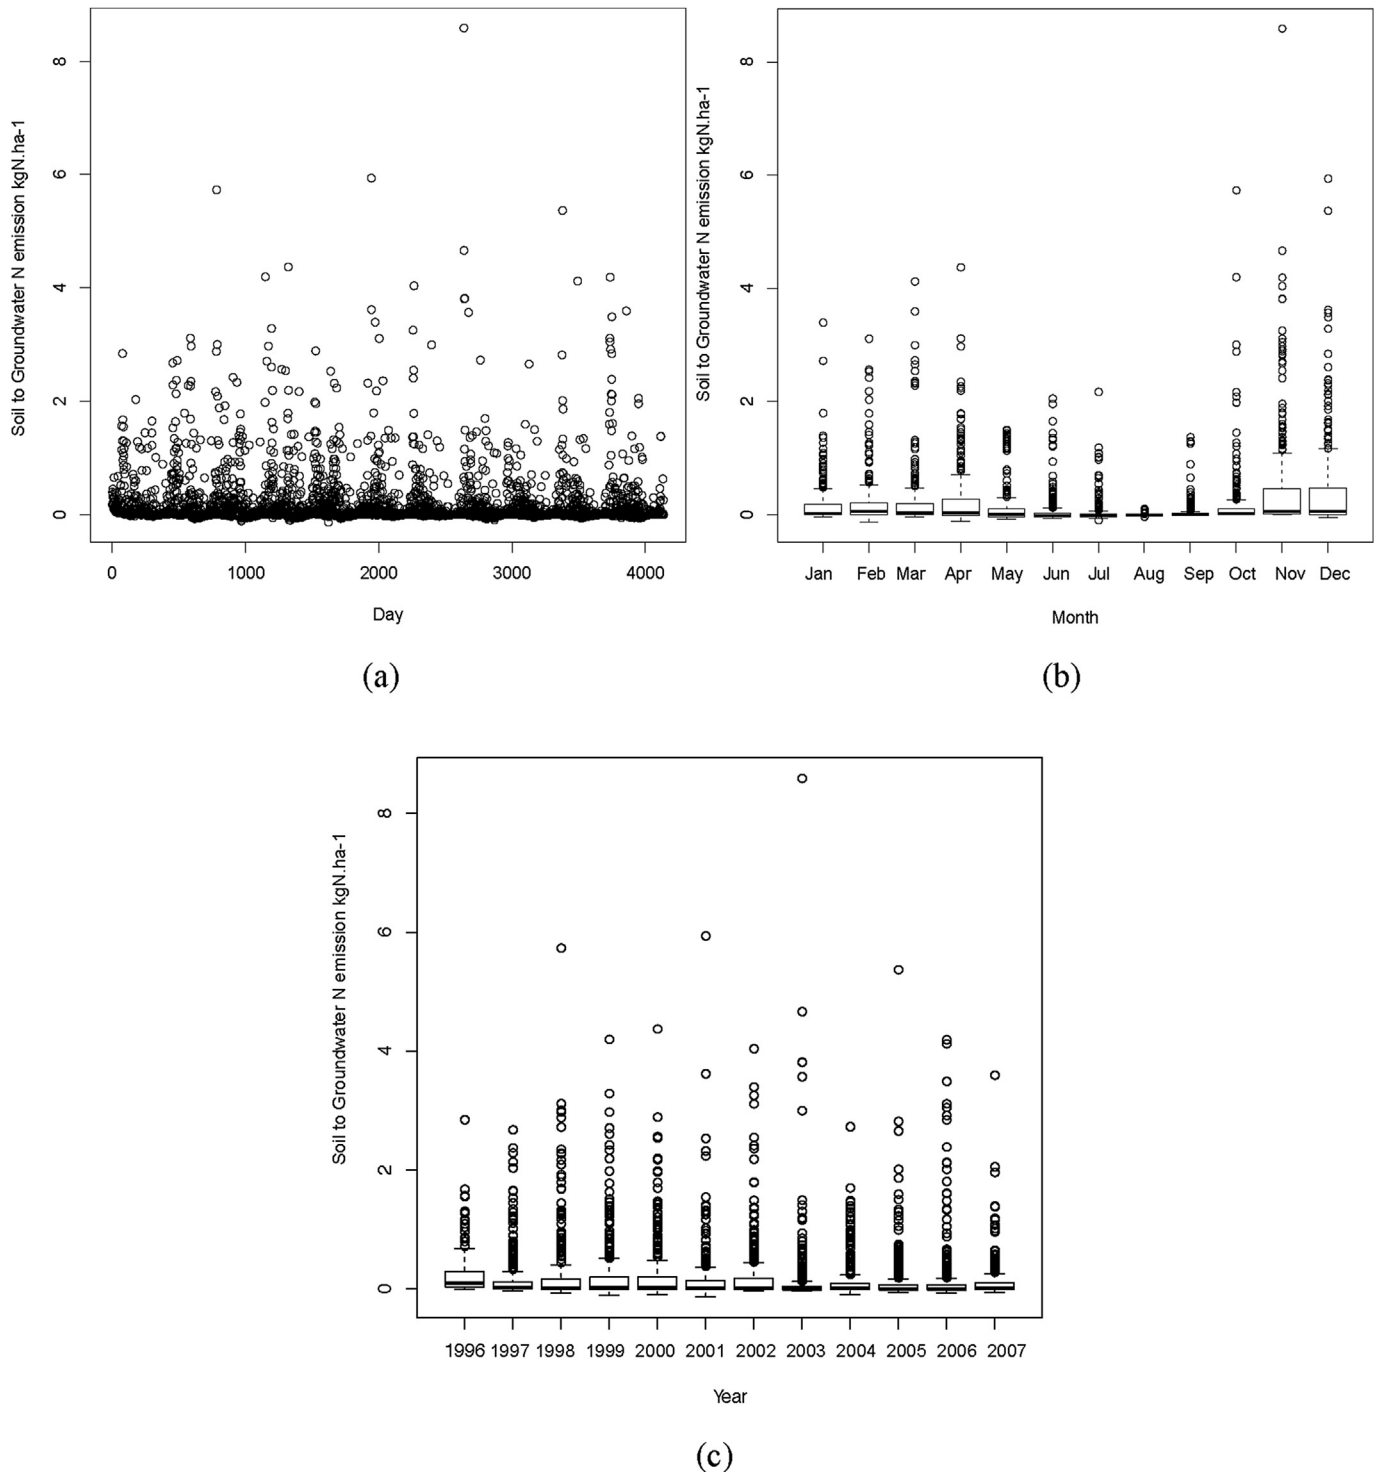 Soil to Groundwater N emission kgN.ha-1
8
6
4
2
0
0 1000 2000 3000 4000
Day
(a)
Soil to Groundwater N emission kgN.ha-1
8
6
4
2
0
Jan Feb Mar Apr May Jun Jul Aug Sep Oct Nov Dec
Month
(b)
Soil to Groundwater N emission kgN.ha-1
8
6
4
2
0
1996 1997 1998 1999 2000 2001 2002 2003 2004 2005 2006 2007
Year
(c)